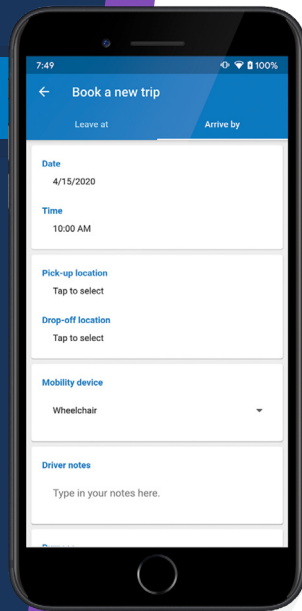 7:49
100%
Book a new trip
Leave at
Arrive by
Date
4/15/2020
Time
10:00 AM
Pick-up location
Tap to select
Drop-off location
Tap to select
Mobility device
Wheelchair
Driver notes
Type in your notes here.